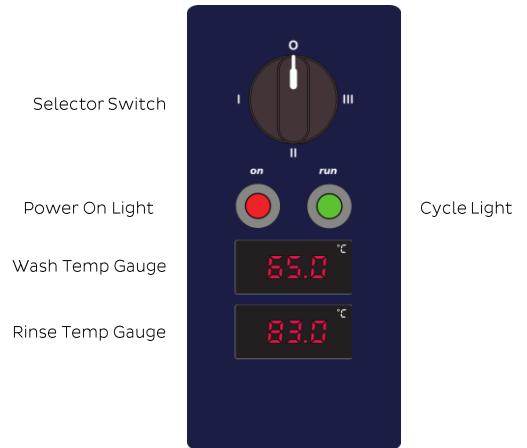 O
Selector Switch
I
III
II
on
run
Power On Light
Cycle Light
Wash Temp Gauge
65.0 °C
Rinse Temp Gauge
83.0 °C